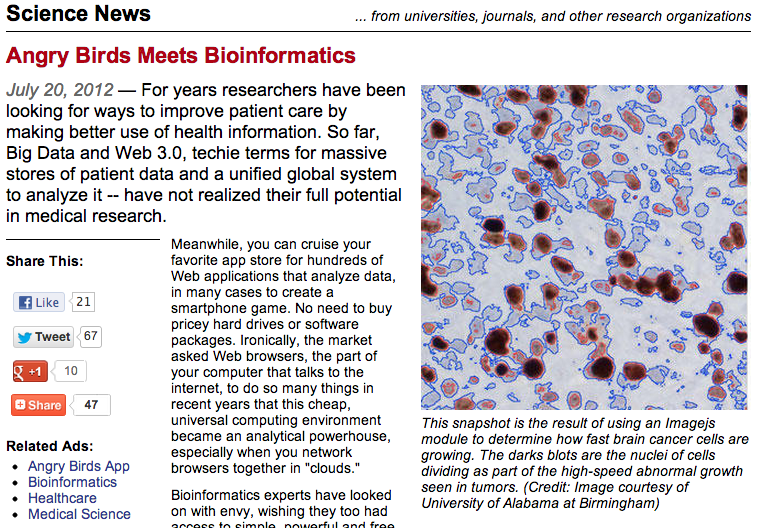 Science News
... from universities, journals, and other research organizations
Angry Birds Meets Bioinformatics
July 20, 2012 — For years researchers have been
looking for ways to improve patient care by
making better use of health information. So far,
Big Data and Web 3.0, techie terms for massive
stores of patient data and a unified global system
to analyze it -- have not realized their full potential
in medical research.
Share This:
Like 21
Tweet 67
g +1 10
Share 47
Related Ads:
Angry Birds App
Bioinformatics
Healthcare
Medical Science
Meanwhile, you can cruise your
favorite app store for hundreds of
Web applications that analyze data,
in many cases to create a
smartphone game. No need to buy
pricey hard drives or software
packages. Ironically, the market
asked Web browsers, the part of
your computer that talks to the
internet, to do so many things in
recent years that this cheap,
universal computing environment
became an analytical powerhouse,
especially when you network
browsers together in "clouds."
Bioinformatics experts have looked
on with envy, wishing they too had
access to simple, powerful and free
This snapshot is the result of using an Imagejs
module to determine how fast brain cancer cells are
growing. The darks blots are the nuclei of cells
dividing as part of the high-speed abnormal growth
seen in tumors. (Credit: Image courtesy of
University of Alabama at Birmingham)